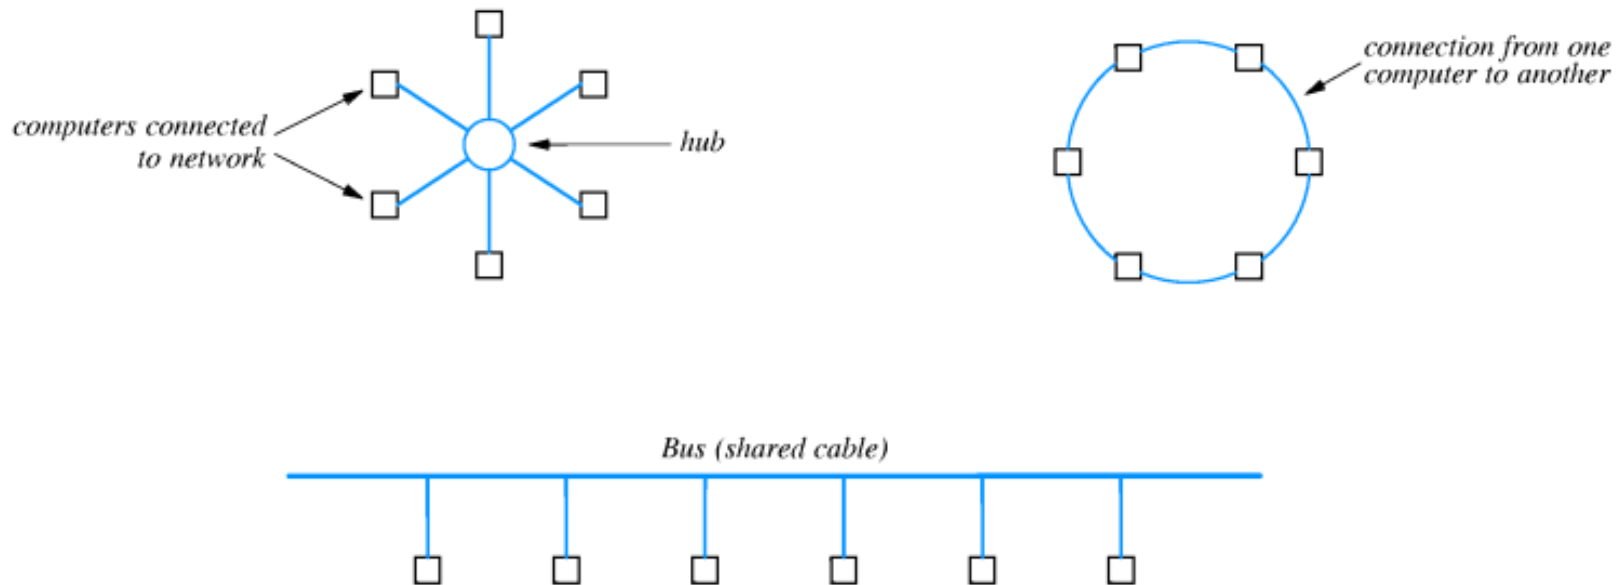 computers connected
to network
hub
connection from one
computer to another
Bus (shared cable)